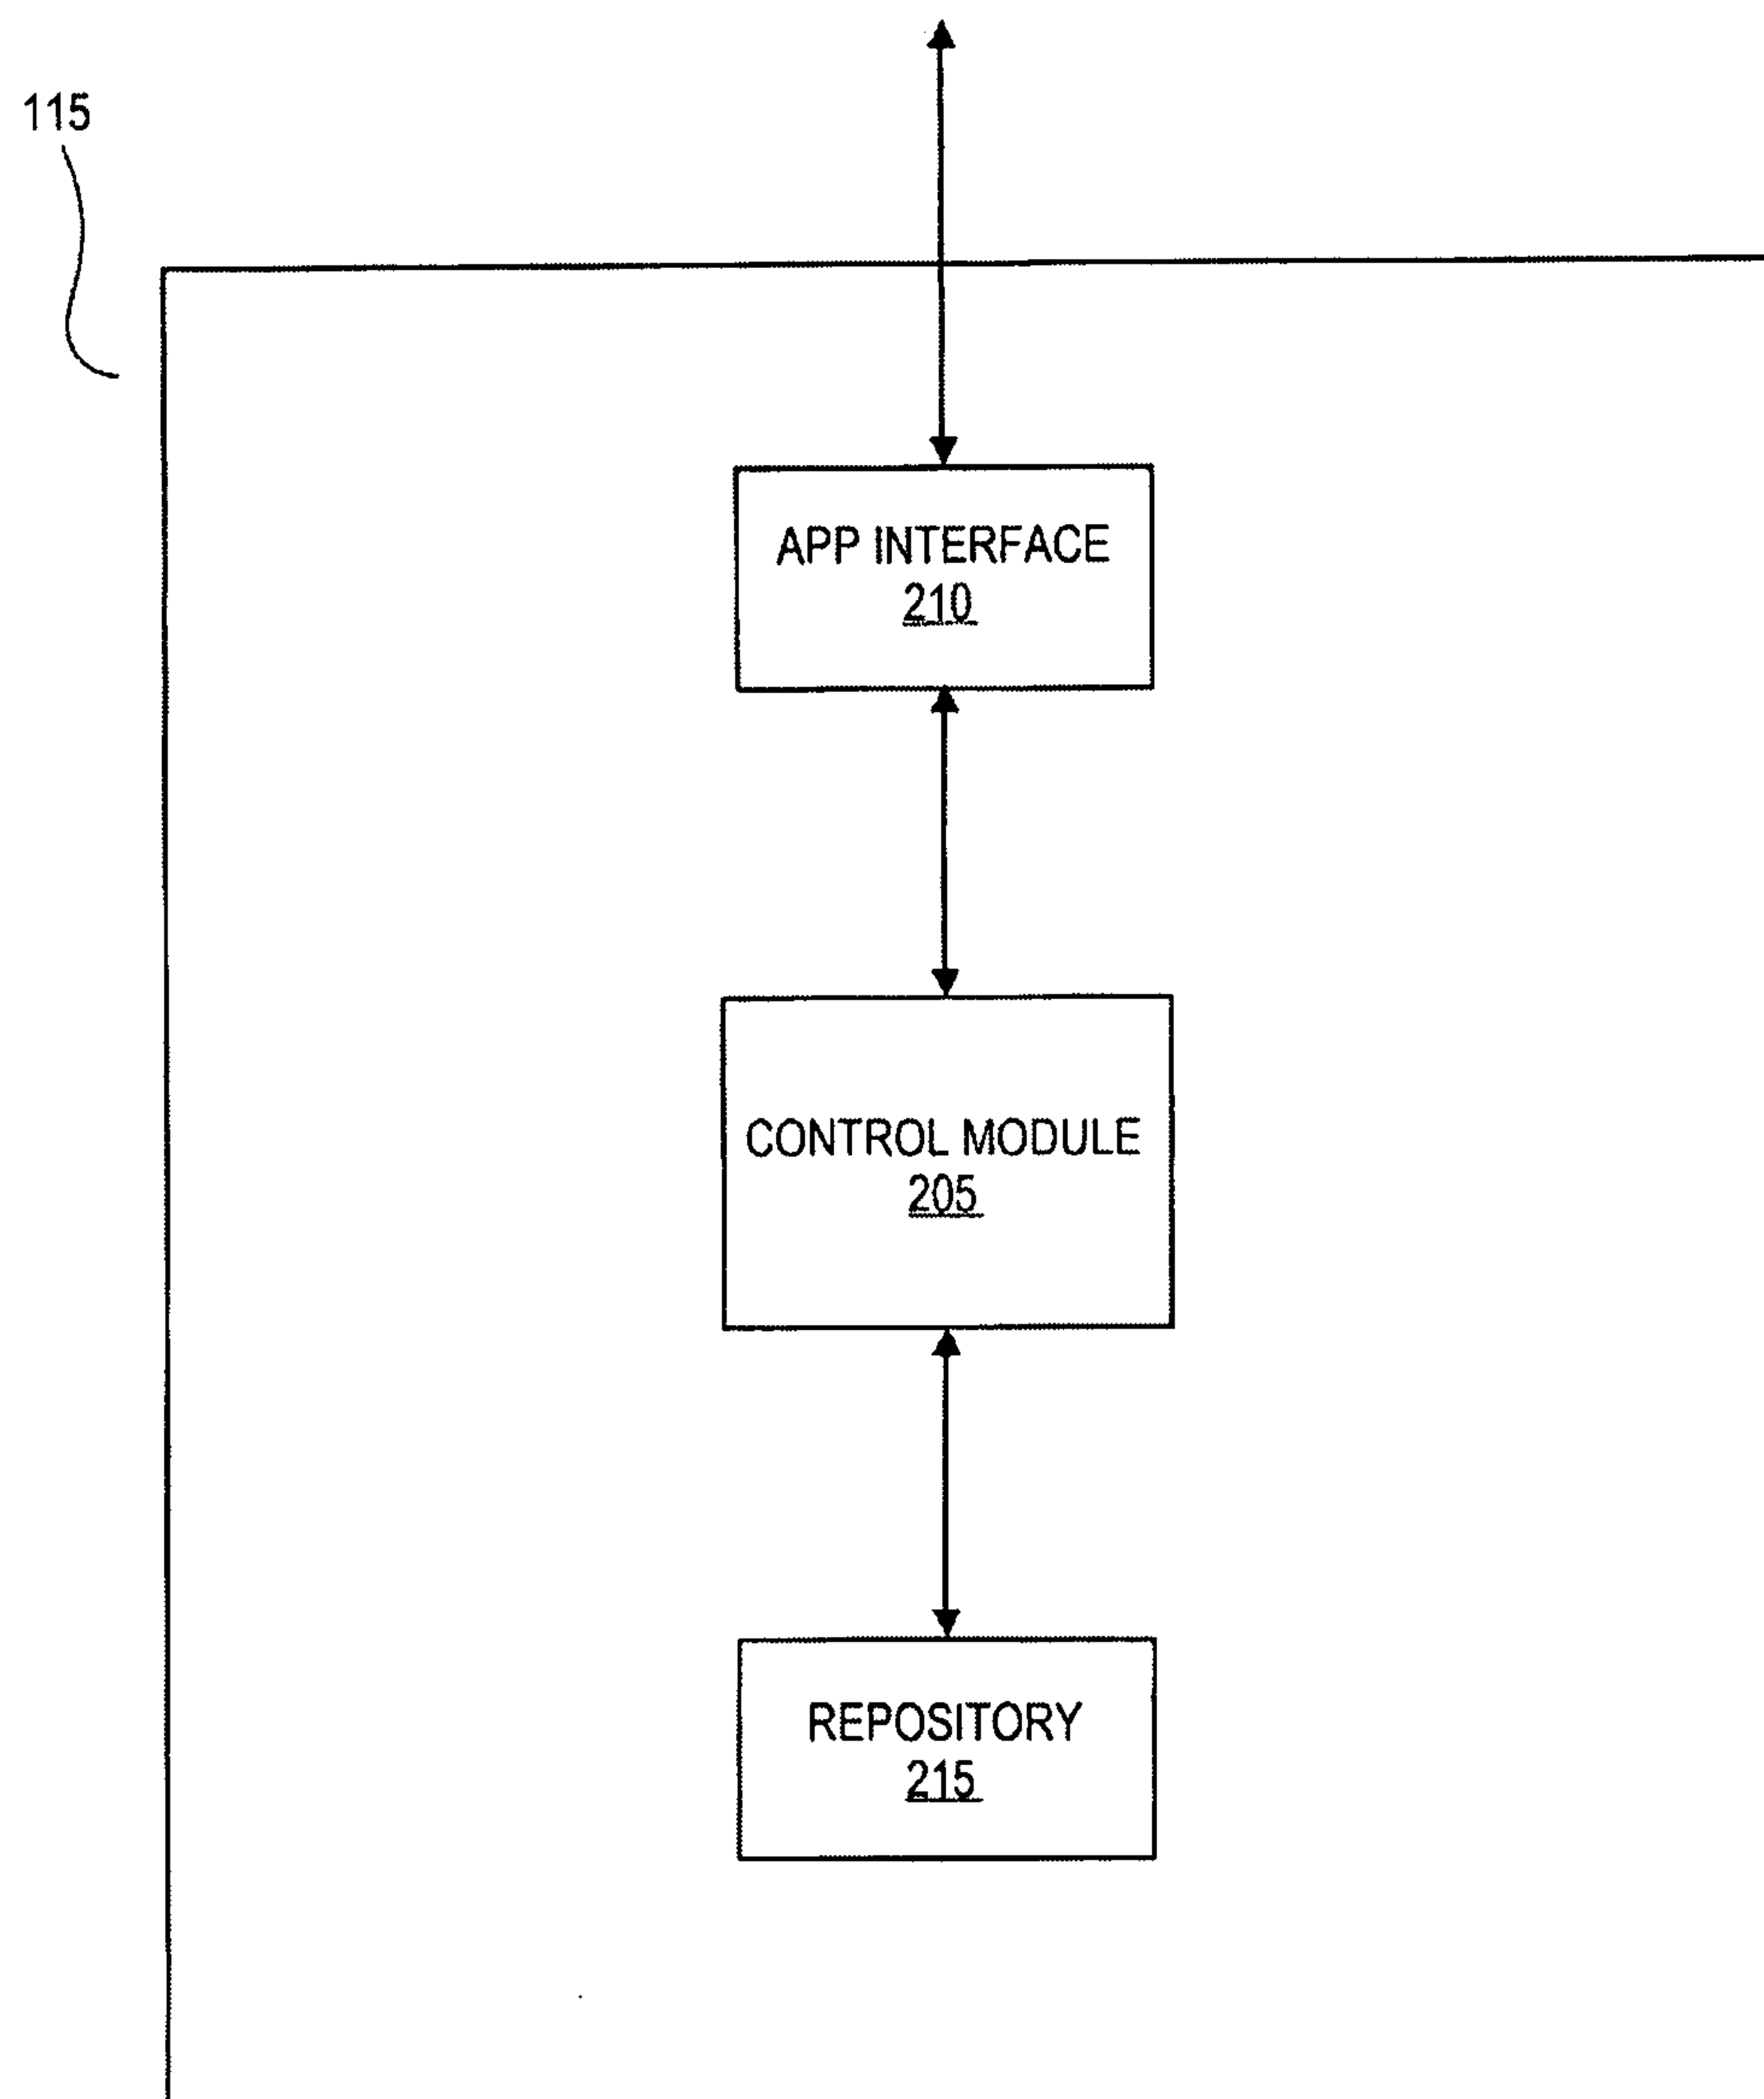 115
APP INTERFACE
210
CONTROL MODULE
205
REPOSITORY
215